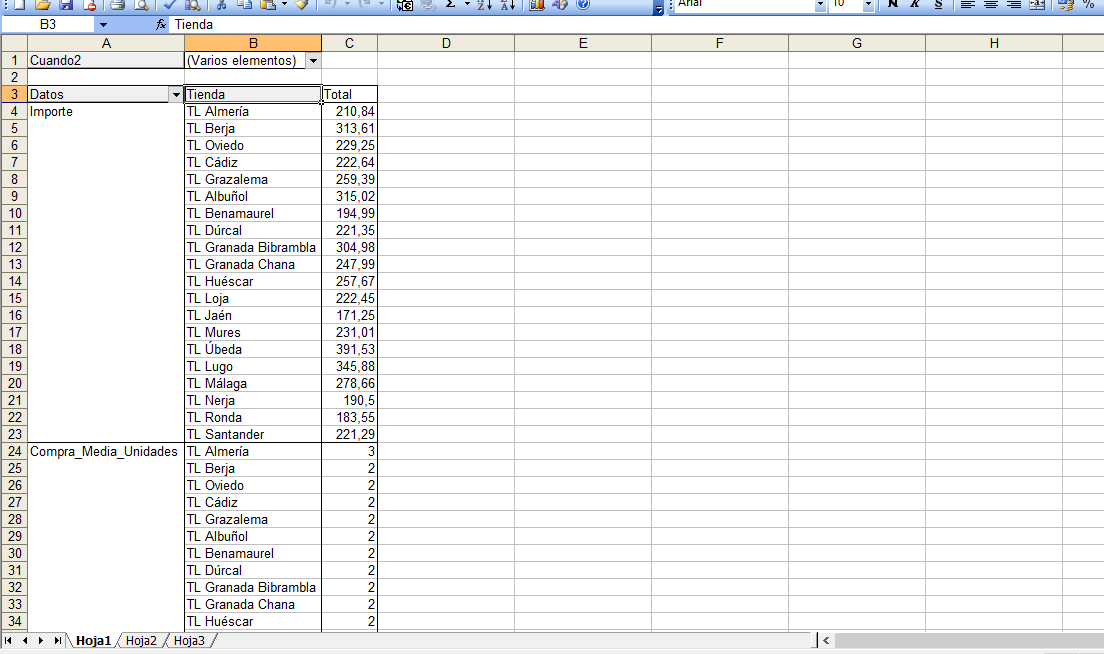 Arial 10 N K S %
B3 fx Tienda
A B C D E F G H
1 Cuando2 (Varios elementos)
2
3 Datos Tienda Total
4 Importe TL Almería 210,84
5 TL Berja 313,61
6 TL Oviedo 229,25
7 TL Cádiz 222,64
8 TL Grazalema 259,39
9 TL Albuñol 315,02
10 TL Benamaurel 194,99
11 TL Dúrcal 221,35
12 TL Granada Bibrambla 304,98
13 TL Granada Chana 247,99
14 TL Huéscar 257,67
15 TL Loja 222,45
16 TL Jaén 171,25
17 TL Mures 231,01
18 TL Úbeda 391,53
19 TL Lugo 345,88
20 TL Málaga 278,66
21 TL Nerja 190,5
22 TL Ronda 183,55
23 TL Santander 221,29
24 Compra_Media_Unidades TL Almería 3
25 TL Berja 2
26 TL Oviedo 2
27 TL Cádiz 2
28 TL Grazalema 2
29 TL Albuñol 2
30 TL Benamaurel 2
31 TL Dúrcal 2
32 TL Granada Bibrambla 2
33 TL Granada Chana 2
34 TL Huéscar 2
Hoja1 Hoja2 Hoja3